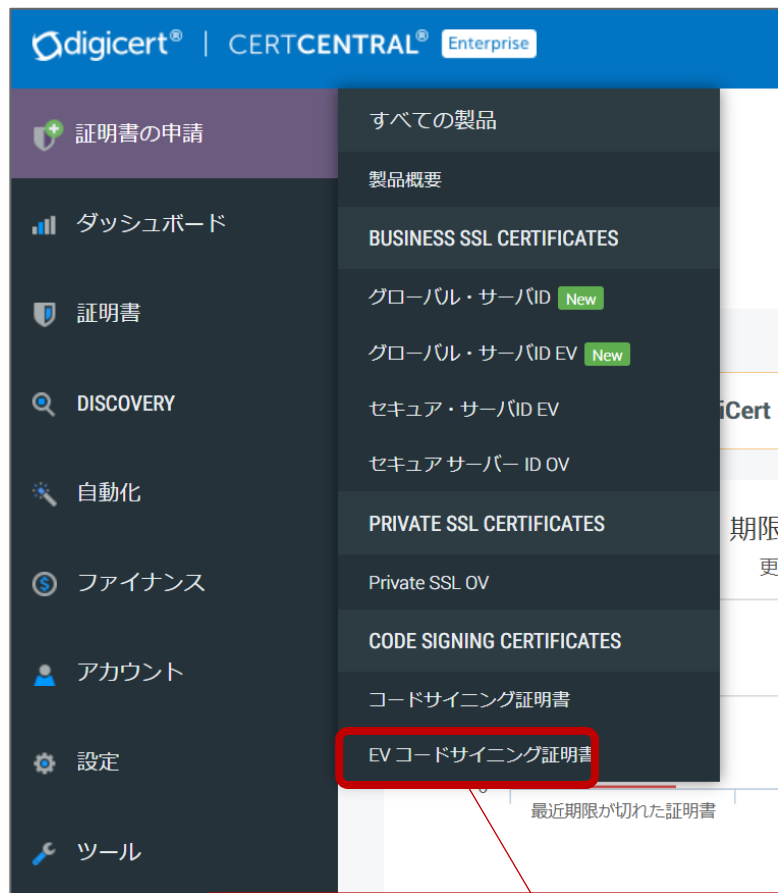 digicert® | CERTCENTRAL® Enterprise
証明書の申請
ダッシュボード
証明書
DISCOVERY
自動化
ファイナンス
アカウント
設定
ツール
すべての製品
製品概要
BUSINESS SSL CERTIFICATES
グローバル・サーバID New
グローバル・サーバID EV New
セキュア・サーバID EV
セキュア サーバー ID OV
PRIVATE SSL CERTIFICATES
Private SSL OV
CODE SIGNING CERTIFICATES
コードサイニング証明書
EV コードサイニング証明書
iCert
期限
更
最近期限が切れた証明書